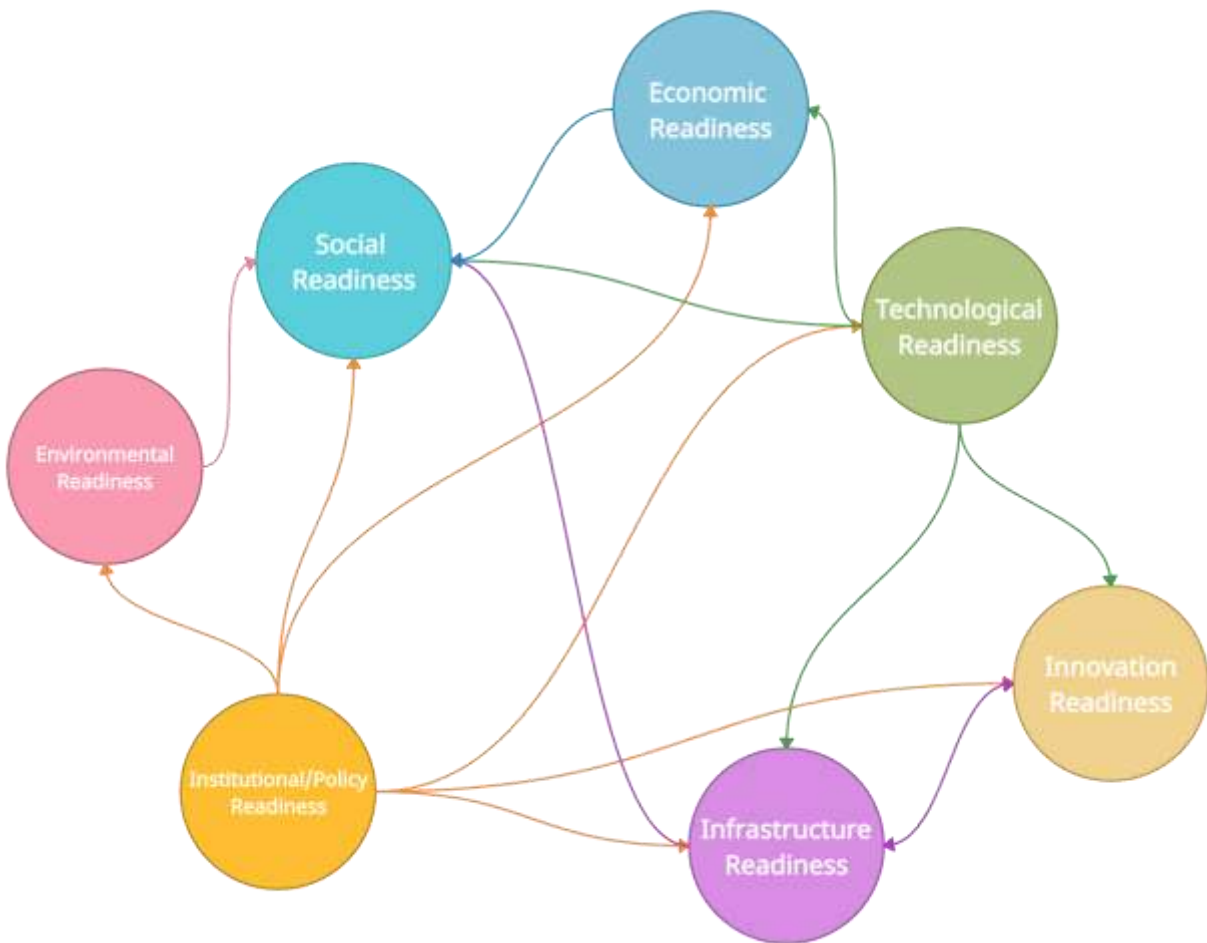 Economic
Readiness
Social
Readiness
Technological
Readiness
Environmental
Readiness
Innovation
Readiness
Institutional/Policy
Readiness
Infrastructure
Readiness